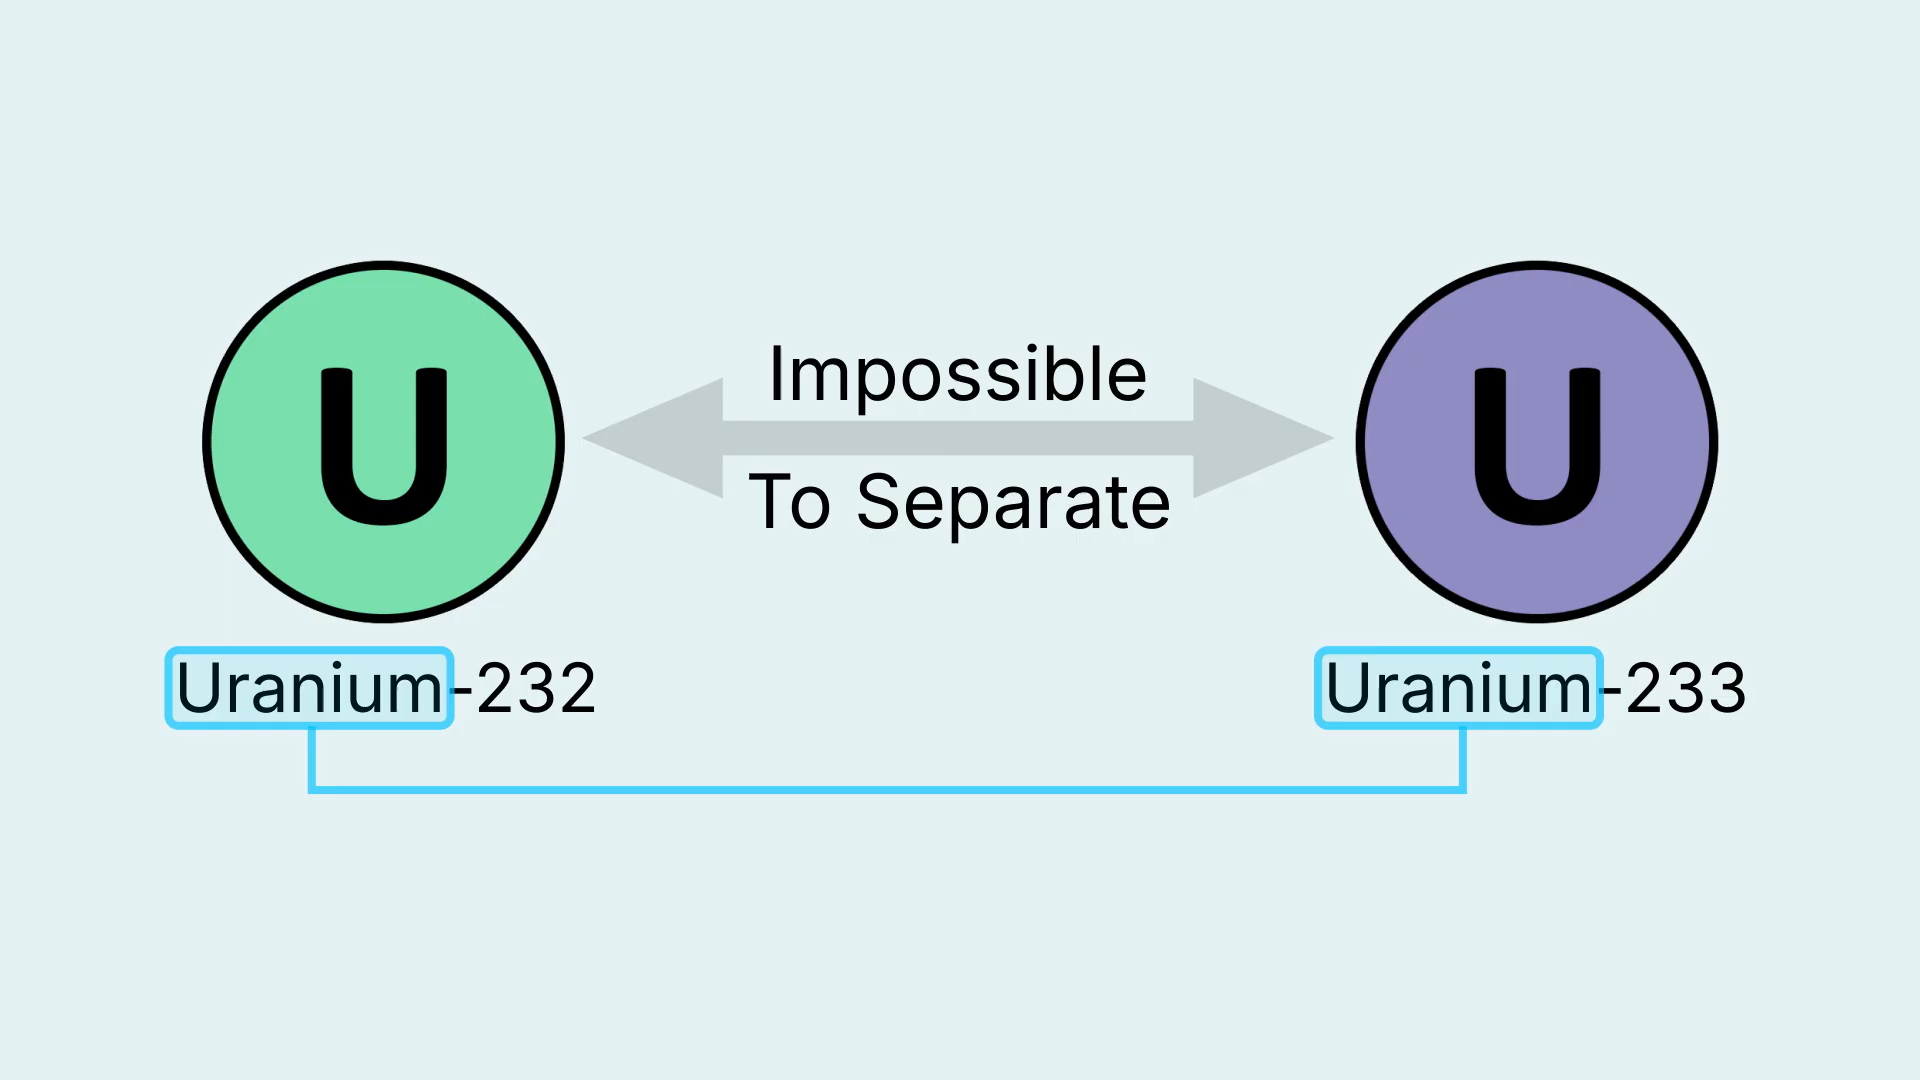 U
Impossible
To Separate
U
Uranium-232
Uranium-233